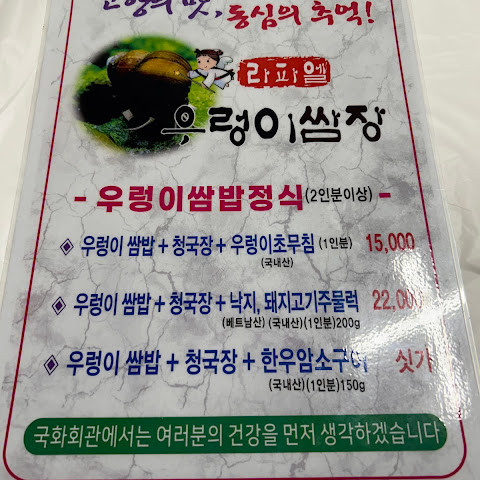 고향의 맛, 동심의 추억!
라파엘
우렁이쌈장
- 우렁이쌈밥정식(2인분이상) -
우렁이 쌈밥 + 청국장 + 우렁이초무침 (1인분) 15,000
(국내산)
우렁이 쌈밥 + 청국장 + 낙지, 돼지고기주물럭 22,000
(베트남산) (국내산)(1인분)200g
우렁이 쌈밥 + 청국장 + 한우암소구이 싯가
(국내산)(1인분)150g
국화회관에서는 여러분의 건강을 먼저 생각하겠습니다